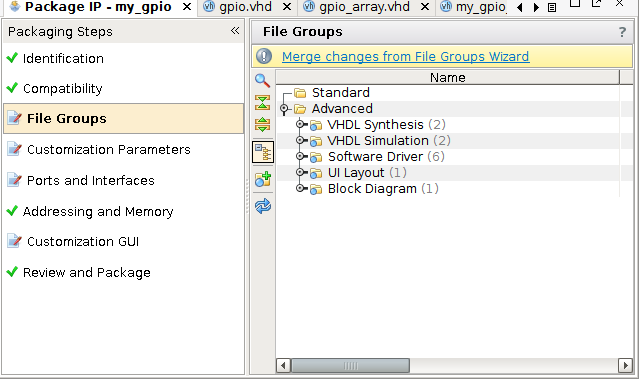 Package IP - my_gpio
gpio.vhd
gpio_array.vhd
my_gpio
Packaging Steps
Identification
Compatibility
File Groups
Customization Parameters
Ports and Interfaces
Addressing and Memory
Customization GUI
Review and Package
File Groups
?
Merge changes from File Groups Wizard
Name
Standard
Advanced
VHDL Synthesis (2)
VHDL Simulation (2)
Software Driver (6)
UI Layout (1)
Block Diagram (1)